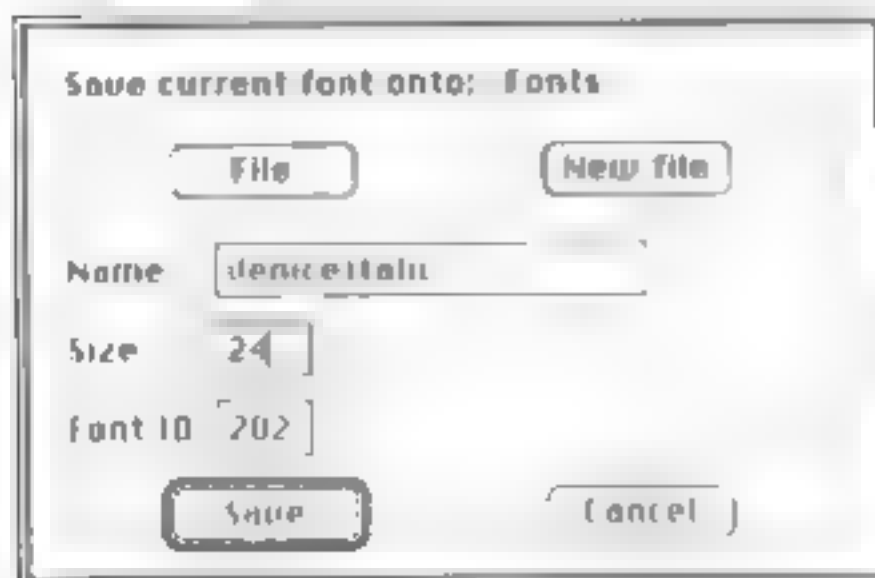 Save current font onto: Fonts
File New file
Name
Size 24
Font ID 202
Save Cancel